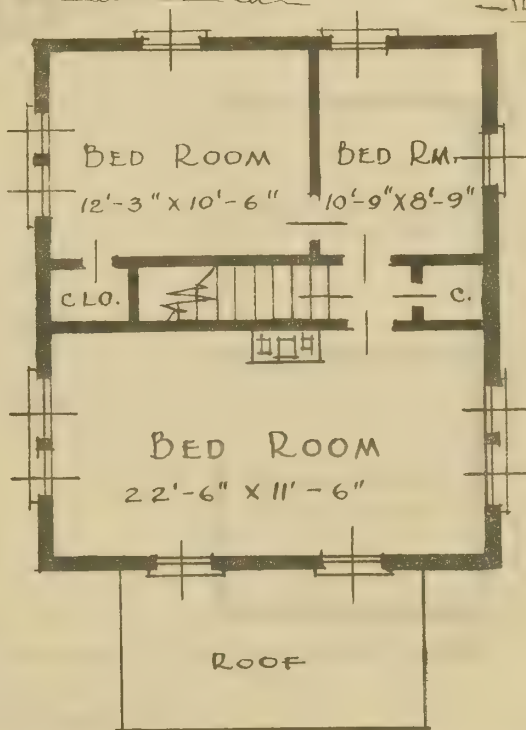 BED ROOM
12'-3" X 10'-6"
BED RM.
10'-9" X 8'-9"
CLO.
C.
BED ROOM
22'-6" X 11'-6"
ROOF